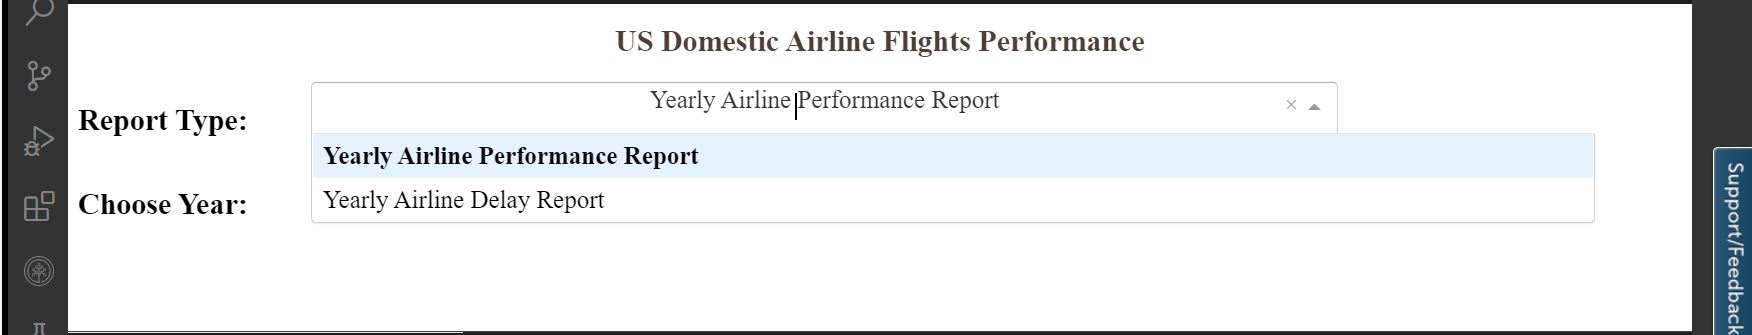 US Domestic Airline Flights Performance
Report Type:
Yearly Airline Performance Report
Yearly Airline Performance Report
Yearly Airline Delay Report
Choose Year:
Support/Feedback